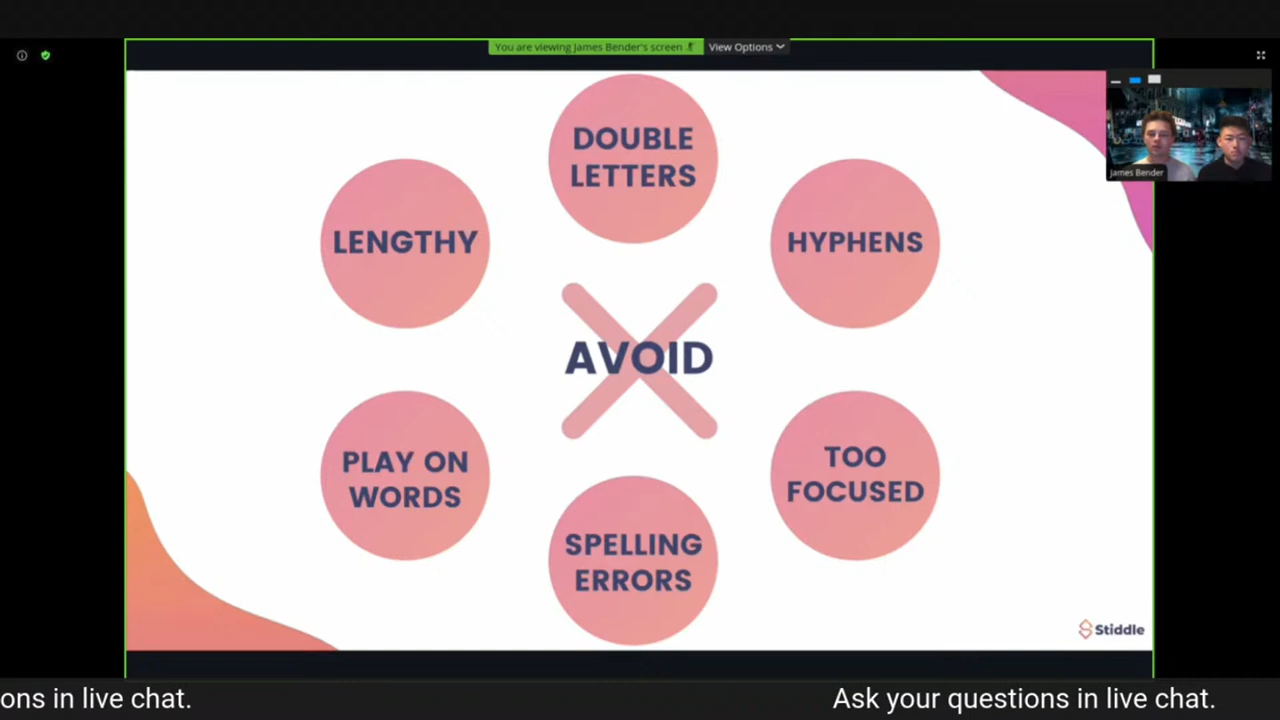 You are viewing James Bender's screen
View Options
DOUBLE
LETTERS
LENGTHY
HYPHENS
AVOID
PLAY ON
WORDS
TOO
FOCUSED
SPELLING
ERRORS
James Bender
Stiddle
ons in live chat.
Ask your questions in live chat.